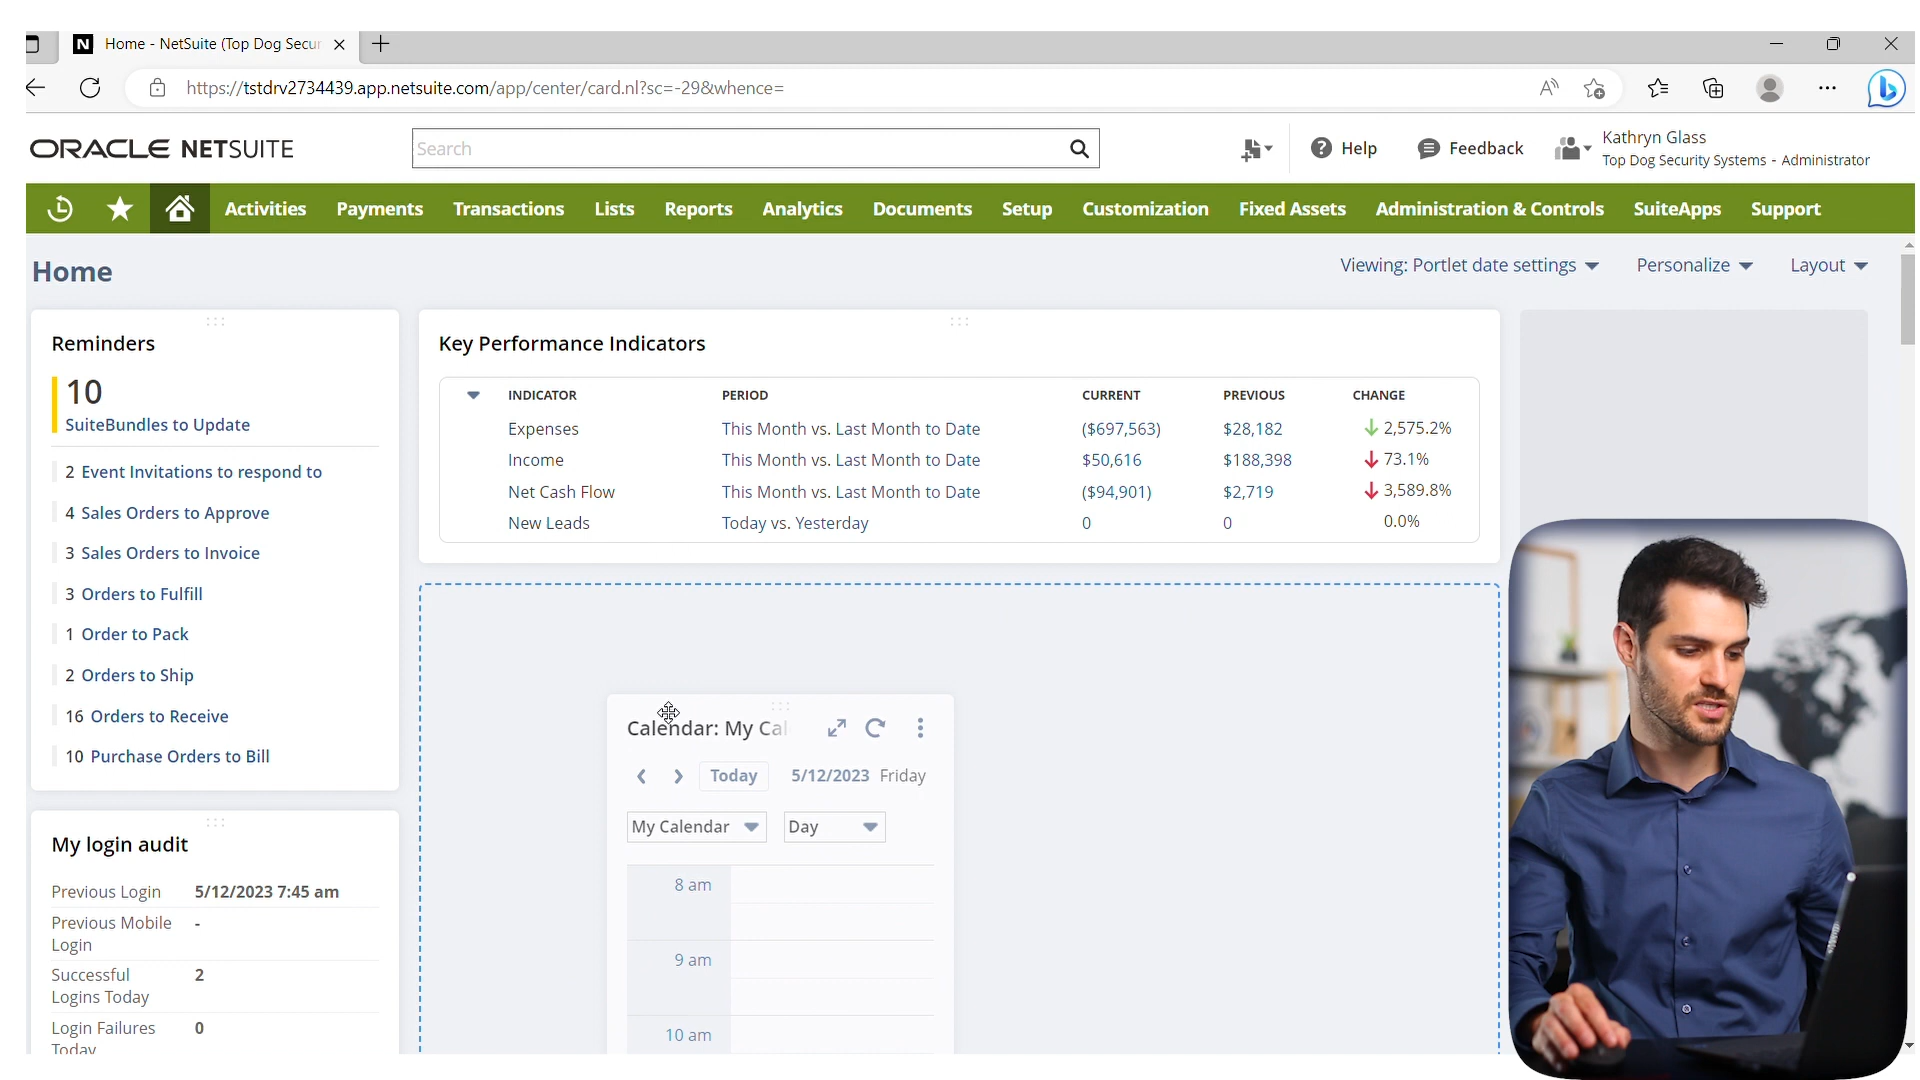 N Home - NetSuite (Top Dog Secur
https://tstdrv2734439.app.netsuite.com/app/center/card.nl?sc=-29&whence=
ORACLE NETSUITE
Search
Help
Feedback
Kathryn Glass
Top Dog Security Systems - Administrator
Activities Payments Transactions Lists Reports Analytics Documents Setup Customization Fixed Assets Administration & Controls SuiteApps Support
Home
Viewing: Portlet date settings Personalize Layout
Reminders
10
SuiteBundles to Update
2 Event Invitations to respond to
4 Sales Orders to Approve
3 Sales Orders to Invoice
3 Orders to Fulfill
1 Order to Pack
2 Orders to Ship
16 Orders to Receive
10 Purchase Orders to Bill
My login audit
Previous Login 5/12/2023 7:45 am
Previous Mobile -
Login
Successful 2
Logins Today
Login Failures 0
Today
Key Performance Indicators
INDICATOR PERIOD CURRENT PREVIOUS CHANGE
Expenses This Month vs. Last Month to Date ($697,563) $28,182 2,575.2%
Income This Month vs. Last Month to Date $50,616 $188,398 73.1%
Net Cash Flow This Month vs. Last Month to Date ($94,901) $2,719 3,589.8%
New Leads Today vs. Yesterday 0 0 0.0%
Calendar: My Cal
Today 5/12/2023 Friday
My Calendar Day
8 am
9 am
10 am